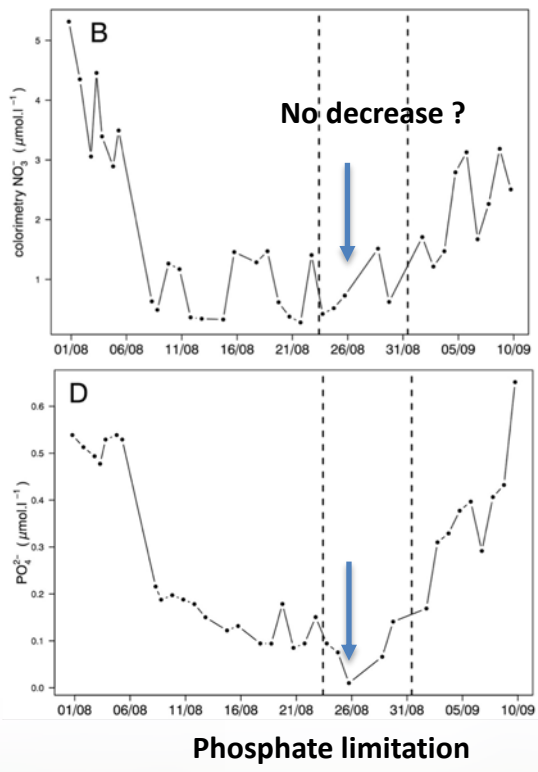 B
No decrease ?
colorimetry NO₃⁻ ( µmol.l⁻¹)
5
4
3
2
1
01/08 06/08 11/08 16/08 21/08 26/08 31/08 05/09 10/09
D
PO₄²⁻ ( µmol.l⁻¹)
0.6
0.5
0.4
0.3
0.2
0.1
0.0
01/08 06/08 11/08 16/08 21/08 26/08 31/08 05/09 10/09
Phosphate limitation